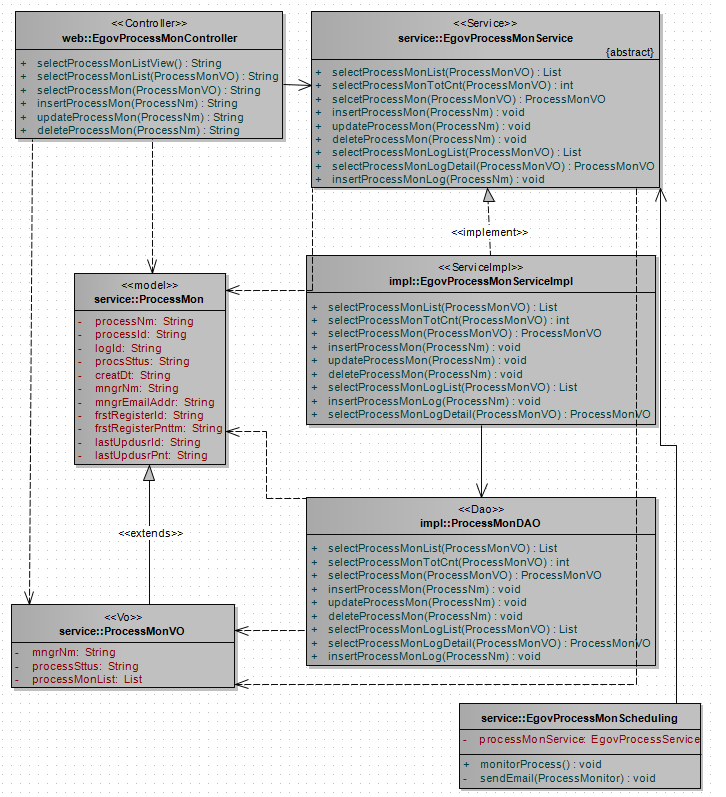 <<Controller>>
web::EgovProcessMonController
+ selectProcessMonListView() : String
+ selectProcessMonList(ProcessMonVO) : String
+ selectProcessMon(ProcessMonVO) : String
+ insertProcessMon(ProcessNm) : String
+ updateProcessMon(ProcessNm) : String
+ deleteProcessMon(ProcessNm) : String
<<Service>>
service::EgovProcessMonService
{abstract}
+ selectProcessMonList(ProcessMonVO) : List
+ selectProcessMonTotCnt(ProcessMonVO) : int
+ selcetProcessMon(ProcessMonVO) : ProcessMonVO
+ insertProcessMon(ProcessNm) : void
+ updateProcessMon(ProcessNm) : void
+ deleteProcessMon(ProcessNm) : void
+ selectProcessMonLogList(ProcessMonVO) : List
+ selectProcessMonLogDetail(ProcessMonVO) : ProcessMonVO
+ insertProcessMonLog(ProcessNm) : void
<<implement>>
<<model>>
service::ProcessMon
- processNm: String
- processId: String
- logId: String
- procsSttus: String
- creatDt: String
- mngrNm: String
- mngrEmailAddr: String
- frstRegisterId: String
- frstRegisterPnttm: String
- lastUpdusrId: String
- lastUpdusrPnt: String
<<ServiceImpl>>
impl::EgovProcessMonServiceImpl
+ selectProcessMonList(ProcessMonVO) : List
+ selectProcessMonTotCnt(ProcessMonVO) : int
+ selectProcessMon(ProcessMonVO) : ProcessMonVO
+ insertProcessMon(ProcessNm) : void
+ updateProcessMon(ProcessNm) : void
+ deleteProcessMon(ProcessNm) : void
+ selectProcessMonLogList(ProcessMonVO) : List
+ insertProcessMonLog(ProcessNm) : void
+ selectProcessMonLogDetail(ProcessMonVO) : ProcessMonVO
<<extends>>
<<Dao>>
impl::ProcessMonDAO
+ selectProcessMonList(ProcessMonVO) : List
+ selectProcessMonTotCnt(ProcessMonVO) : int
+ selectProcessMon(ProcessMonVO) : ProcessMonVO
+ insertProcessMon(ProcessNm) : void
+ updateProcessMon(ProcessNm) : void
+ deleteProcessMon(ProcessNm) : void
+ selectProcessMonLogList(ProcessMonVO) : List
+ selectProcessMonLogDetail(ProcessMonVO) : ProcessMonVO
+ insertProcessMonLog(ProcessNm) : void
<<Vo>>
service::ProcessMonVO
- mngrNm: String
- processSttus: String
- processMonList: List
service::EgovProcessMonScheduling
- processMonService: EgovProcessService
+ monitorProcess() : void
- sendEmail(ProcessMonitor) : void